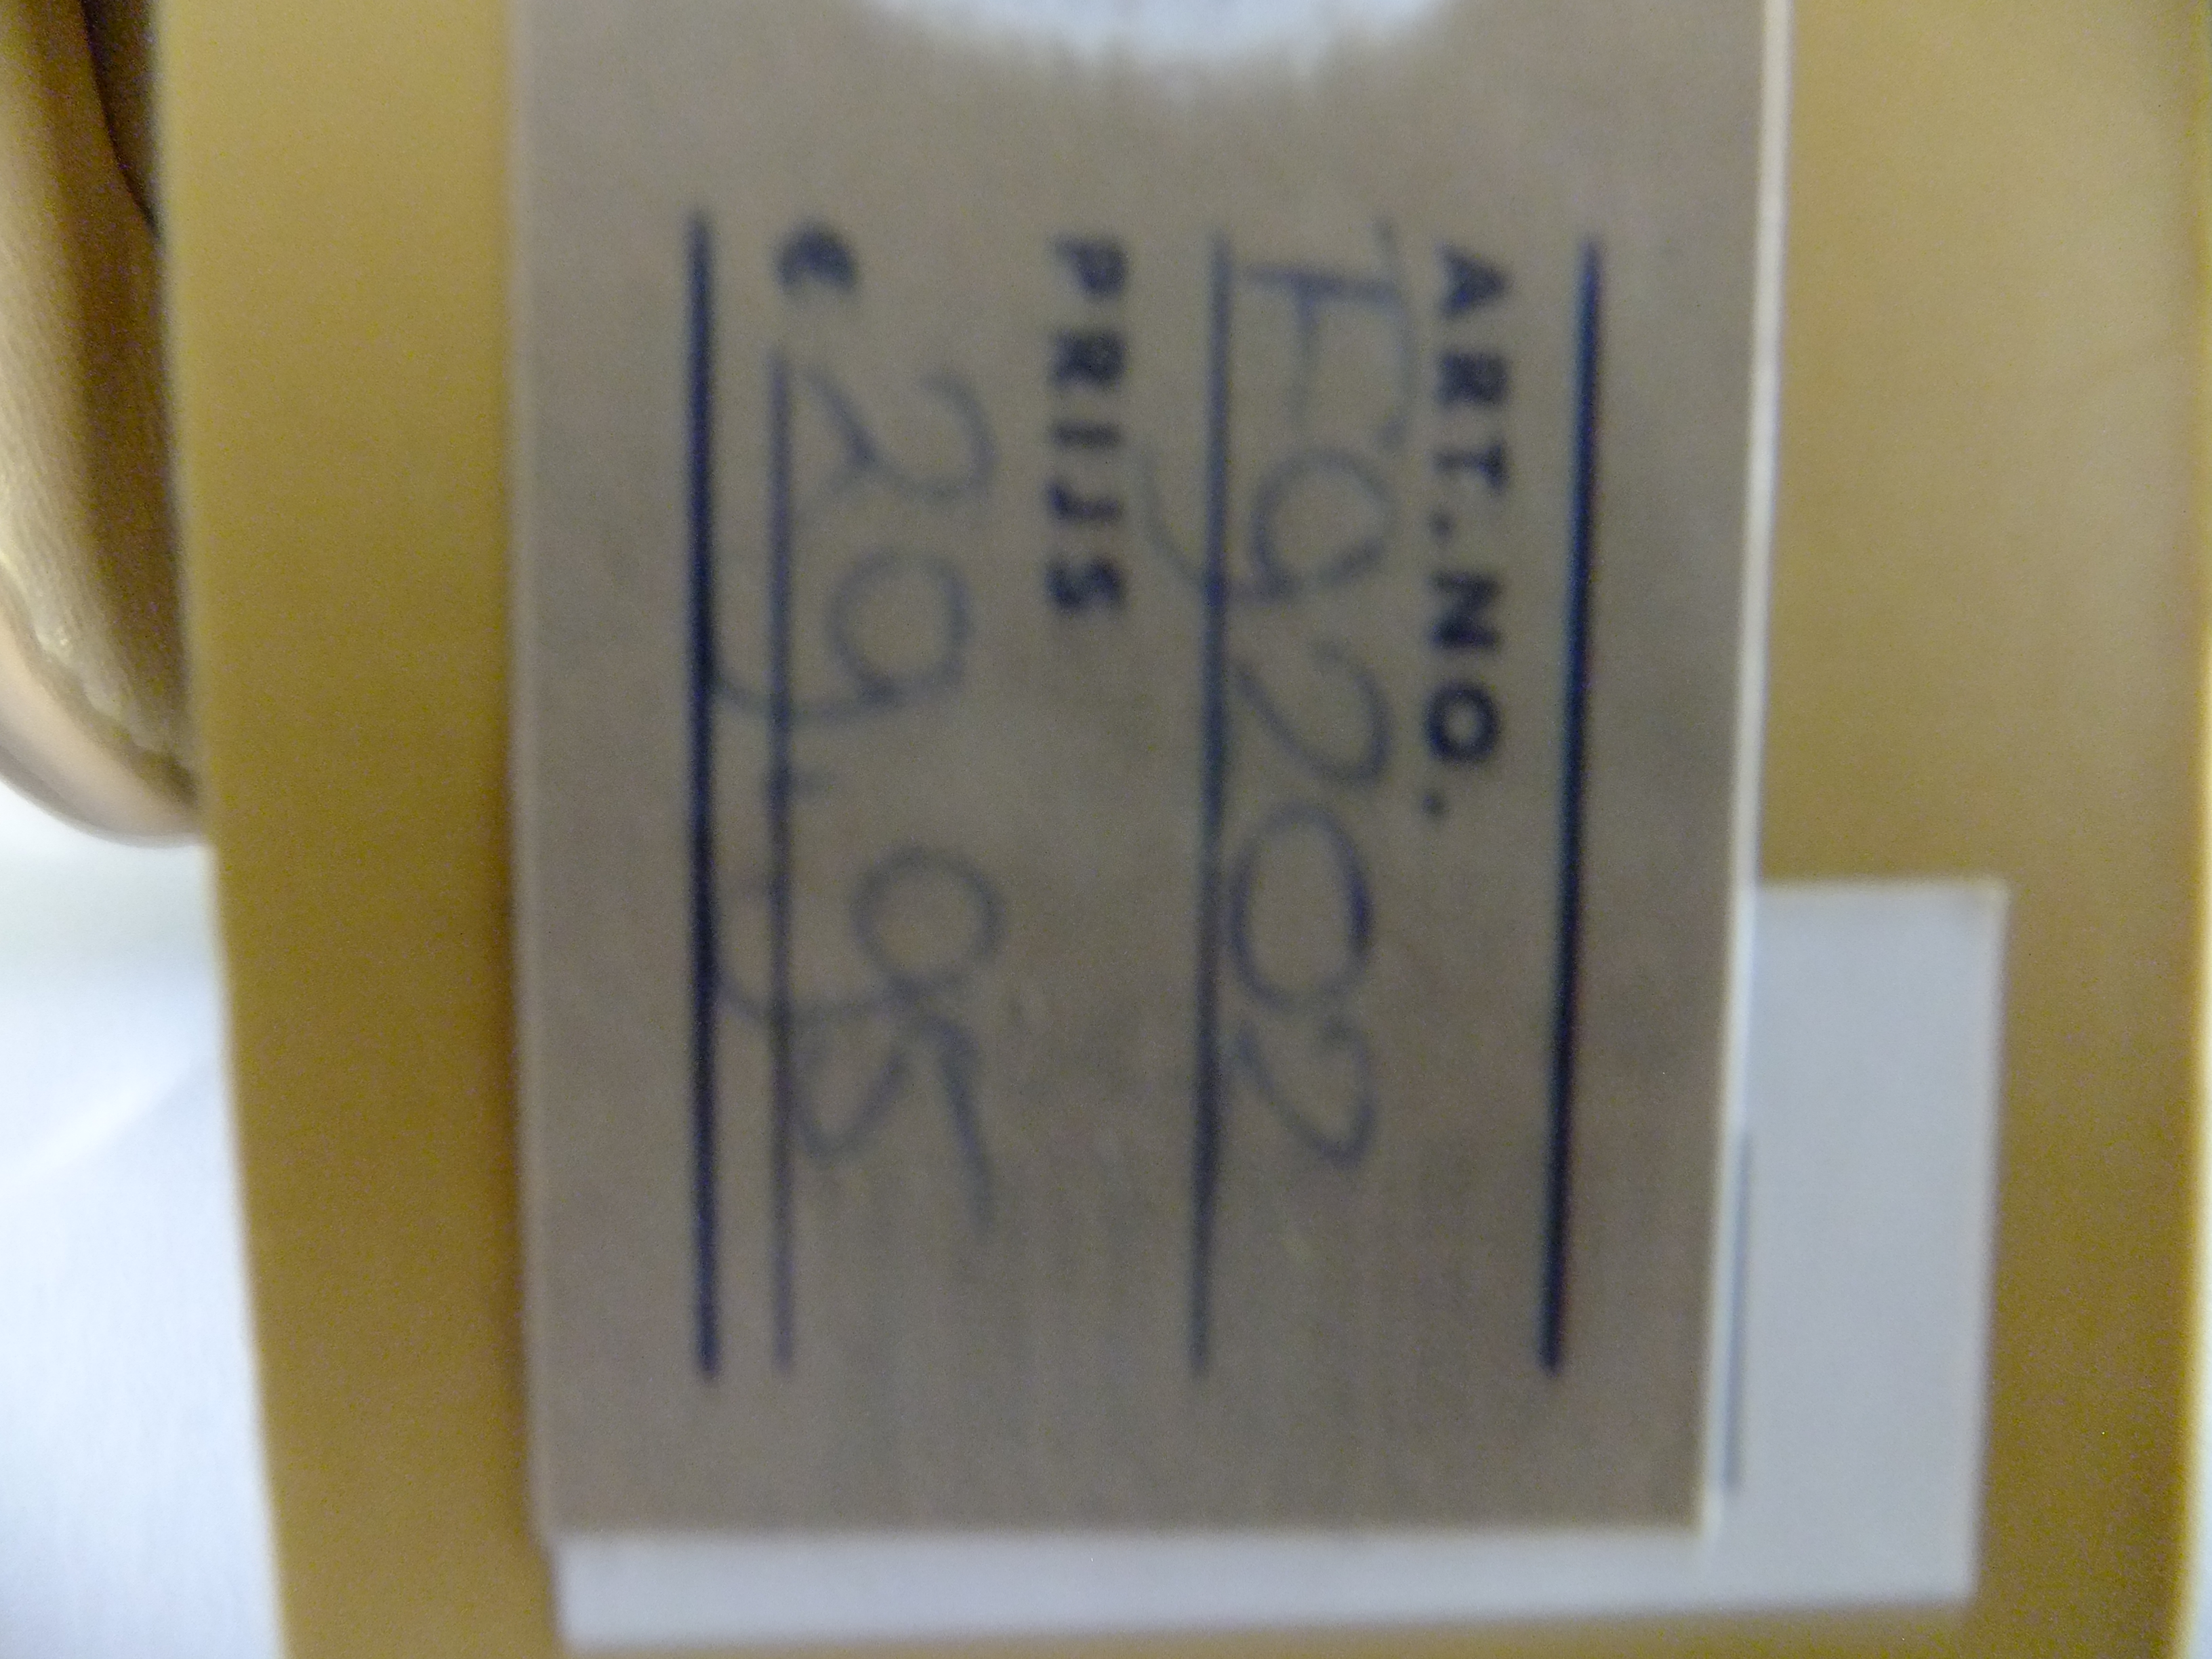 ART.NO.
F9202
PRIJS
€ 29,95